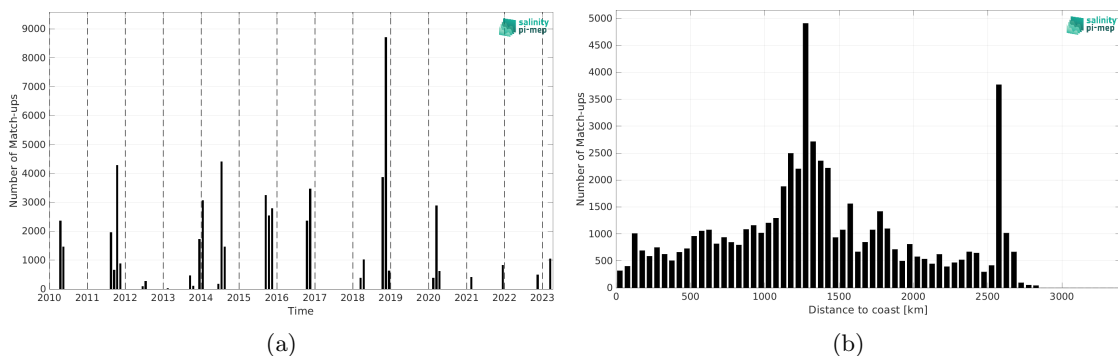 salinity
pi-mep
9000
8000
7000
6000
5000
4000
3000
2000
1000
0
Number of Match-ups
2010 2011 2012 2013 2014 2015 2016 2017 2018 2019 2020 2021 2022 2023
Time
(a)
salinity
pi-mep
5000
4500
4000
3500
3000
2500
2000
1500
1000
500
0
Number of Match-ups
0 500 1000 1500 2000 2500 3000
Distance to coast [km]
(b)